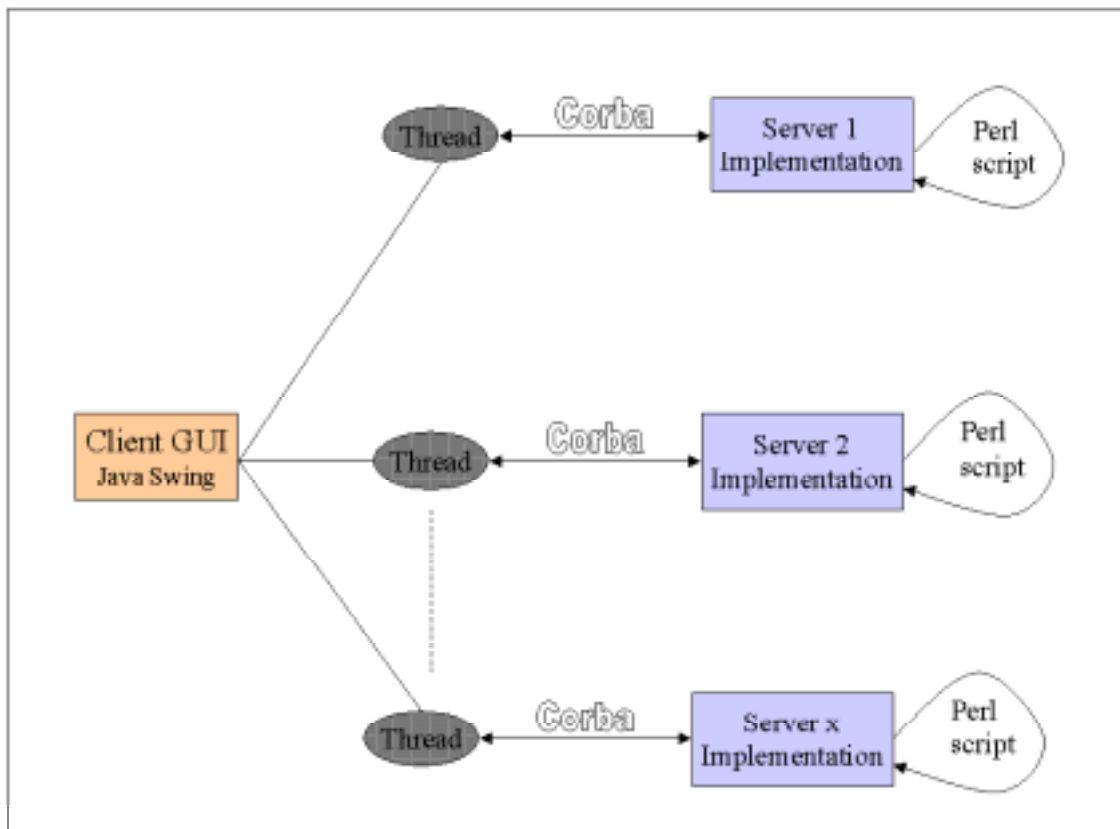 Thread
Corba
Server 1
Implementation
Perl
script
Client GUI
Java Swing
Thread
Corba
Server 2
Implementation
Perl
script
Thread
Corba
Server x
Implementation
Perl
script